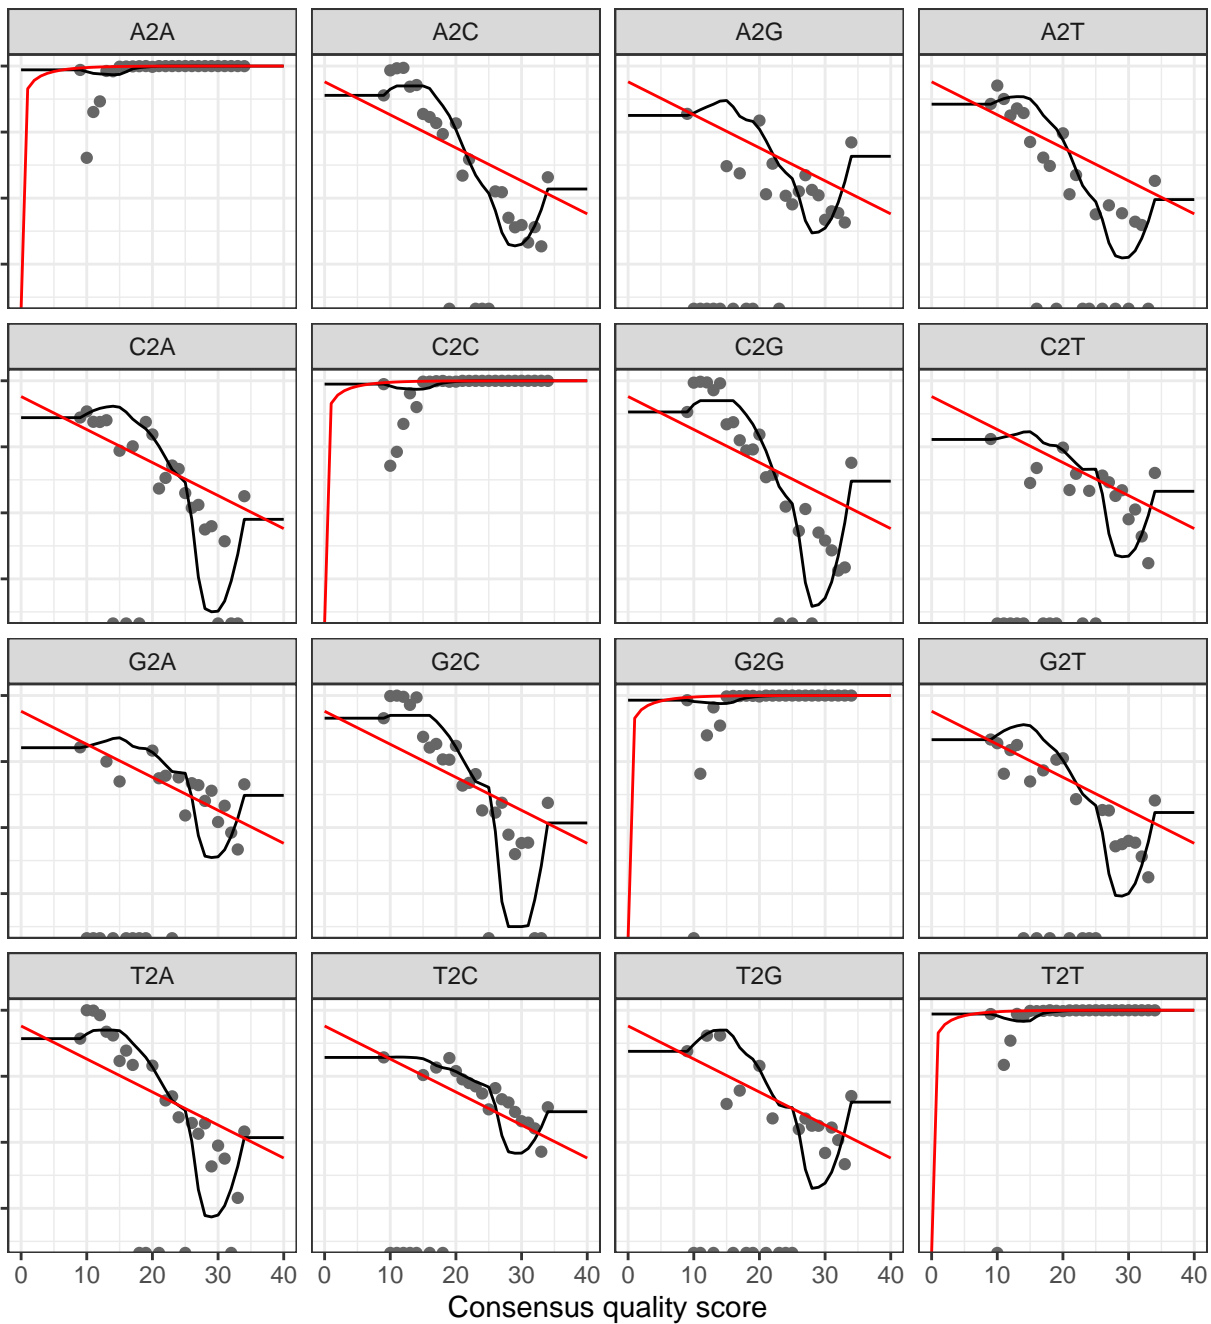 A2A A2C A2G A2T
C2A C2C C2G C2T
G2A G2C G2G G2T
T2A T2C T2G T2T
0 10 20 30 40 0 10 20 30 40 0 10 20 30 40 0 10 20 30 40
Consensus quality score